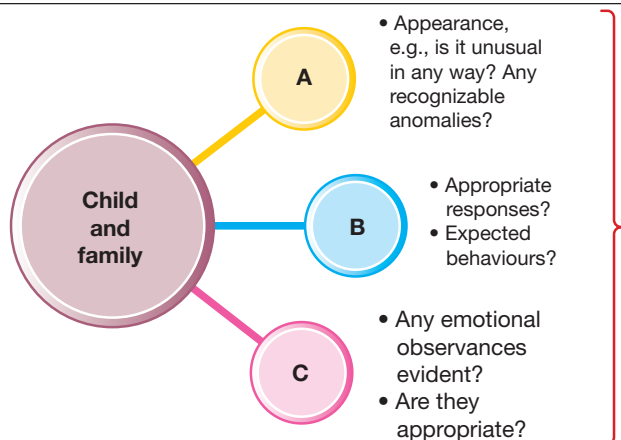 Child
and
family
A
• Appearance,
e.g., is it unusual
in any way? Any
recognizable
anomalies?
B
• Appropriate
responses?
• Expected
behaviours?
C
• Any emotional
observances
evident?
• Are they
appropriate?